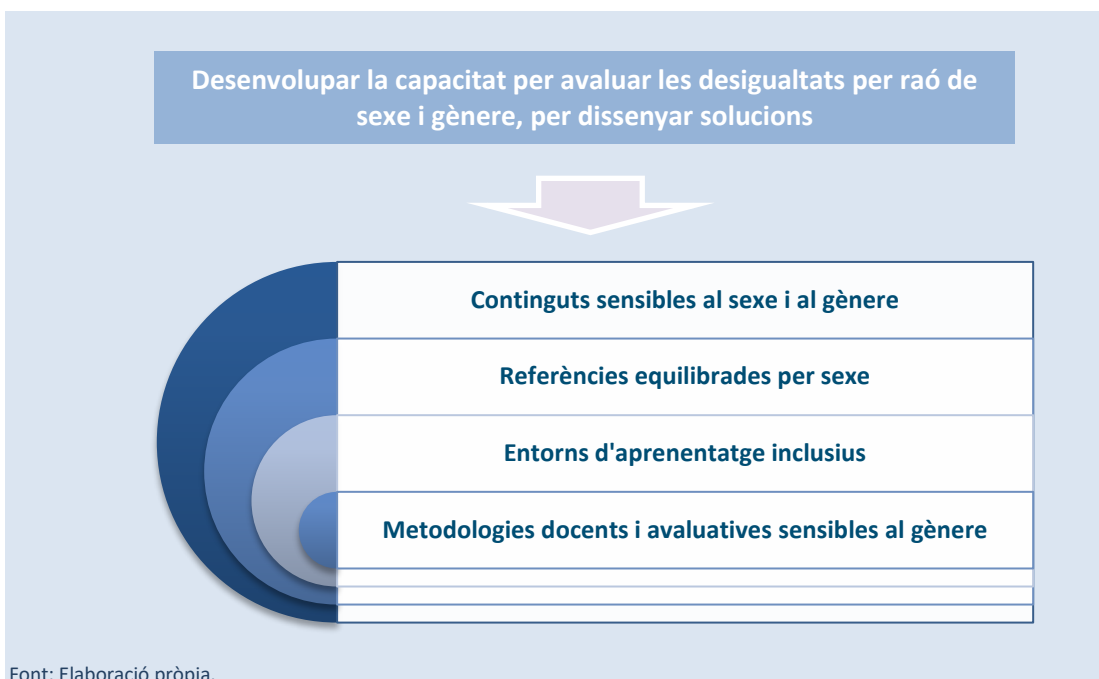 Desenvolupar la capacitat per avaluar les desigualtats per raó de
sexe i gènere, per dissenyar solucions
Continguts sensibles al sexe i al gènere
Referències equilibrades per sexe
Entorns d'aprenentatge inclusius
Metodologies docents i avaluatives sensibles al gènere
Font: Elaboració pròpia.